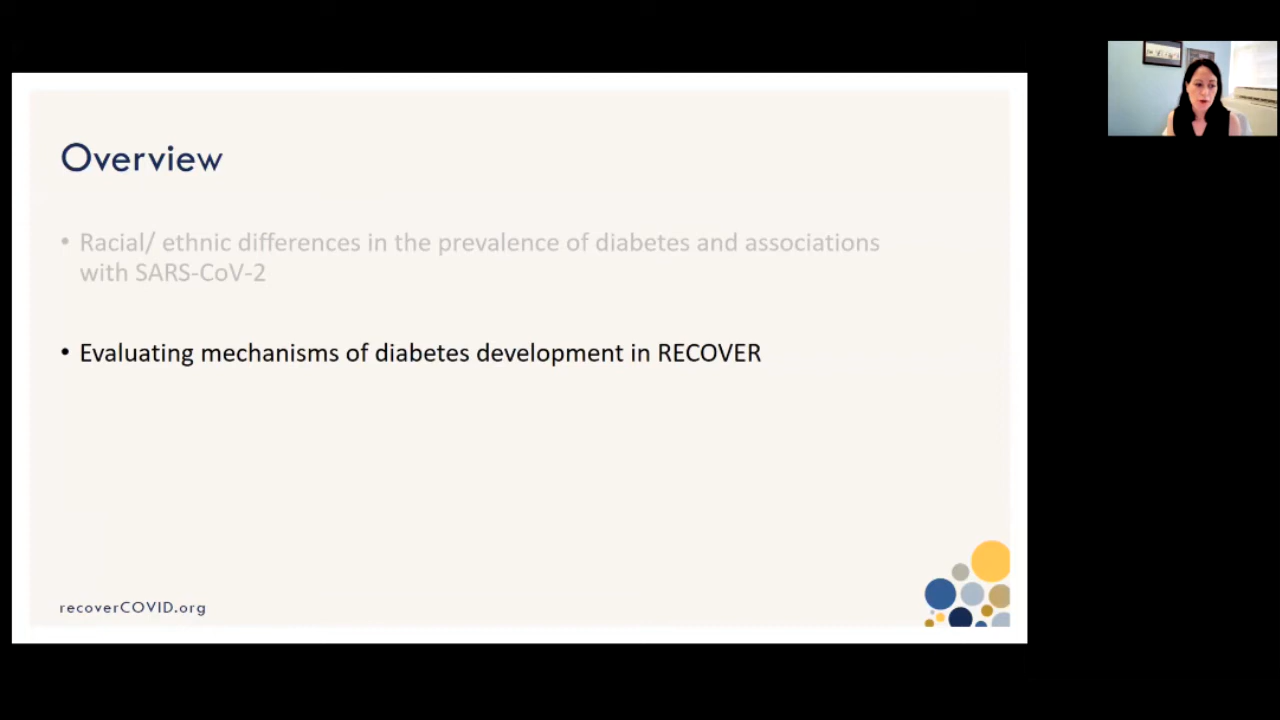 Overview
• Racial/ ethnic differences in the prevalence of diabetes and associations
with SARS-CoV-2
• Evaluating mechanisms of diabetes development in RECOVER
recoverCOVID.org